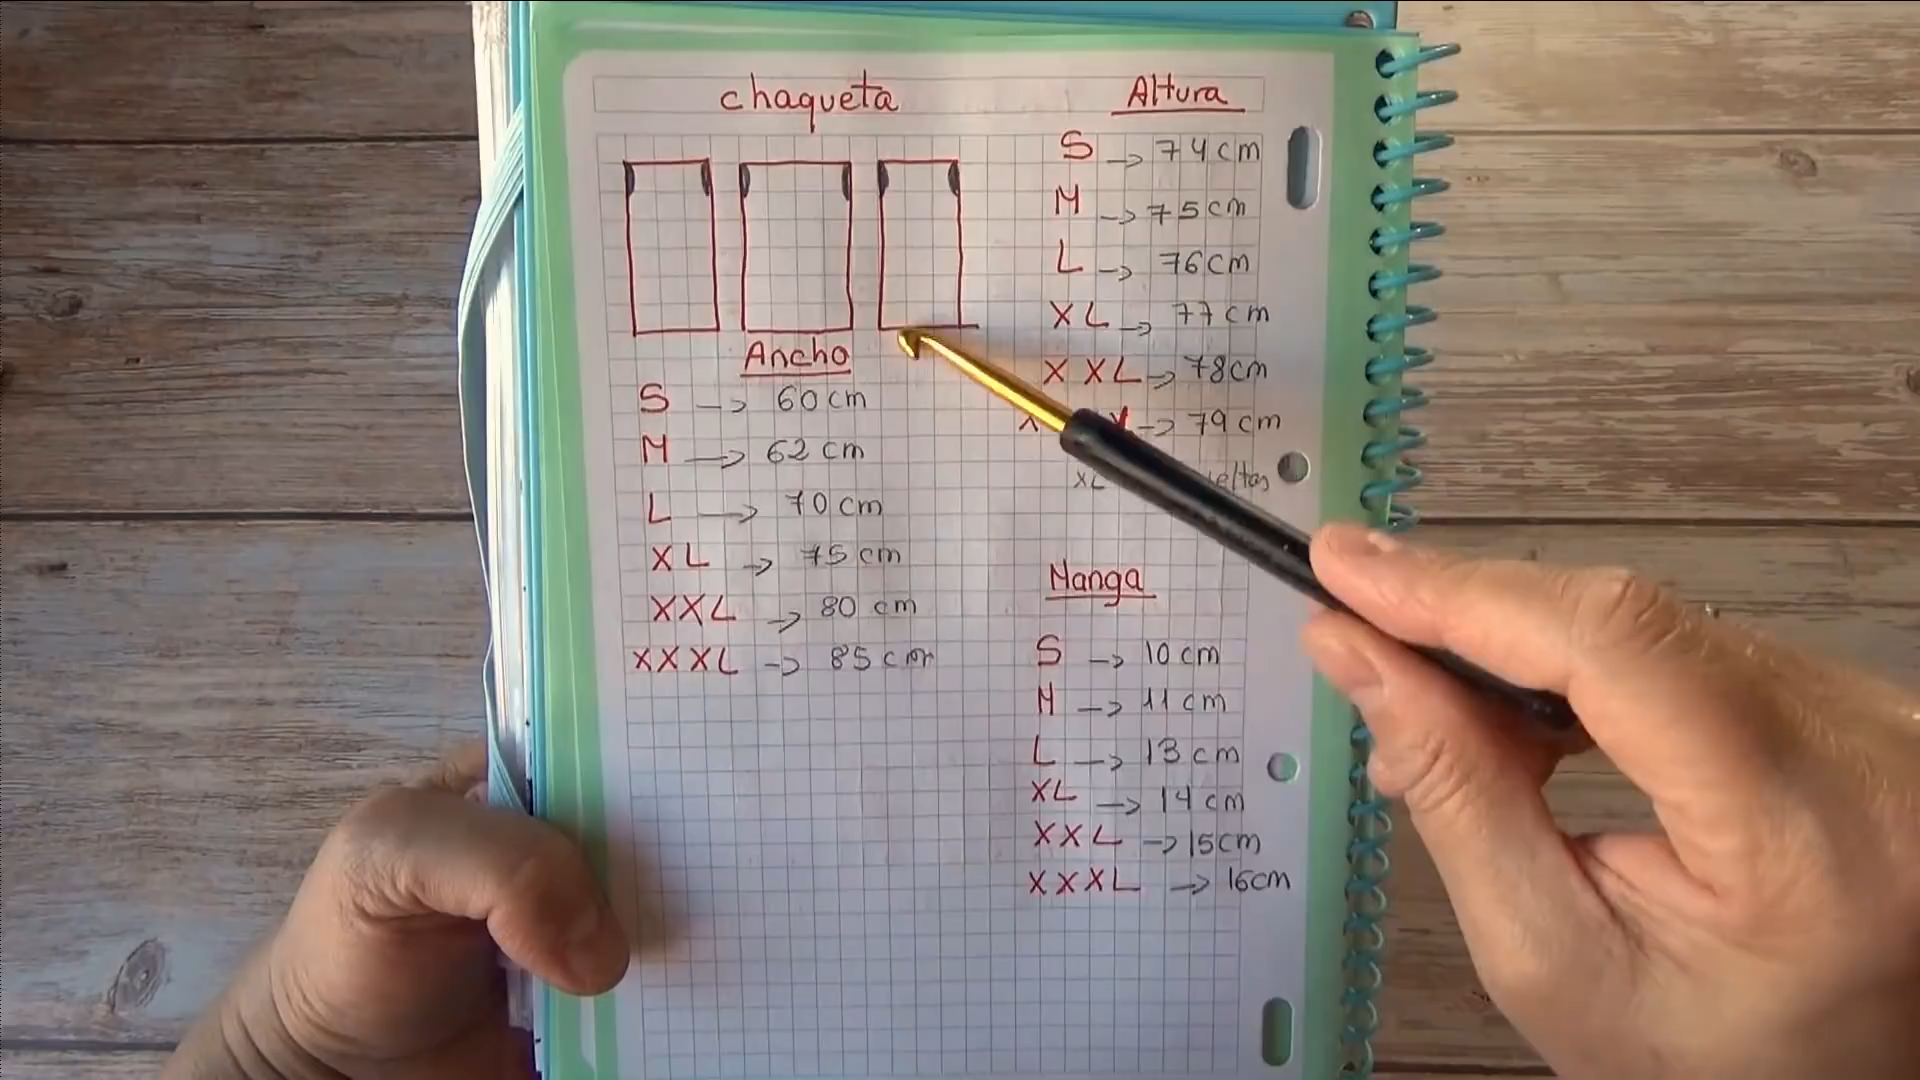 chaqueta
Altura
S -> 74 cm
M -> 75 cm
L -> 76 cm
XL -> 77 cm
XXL -> 78 cm
-> 79 cm
XL
Ancho
S -> 60 cm
M -> 62 cm
L -> 70 cm
XL -> 75 cm
XXL -> 80 cm
XXXL -> 85 cm
Manga
S -> 10 cm
M -> 11 cm
L -> 13 cm
XL -> 14 cm
XXL -> 15 cm
XXXL -> 16 cm